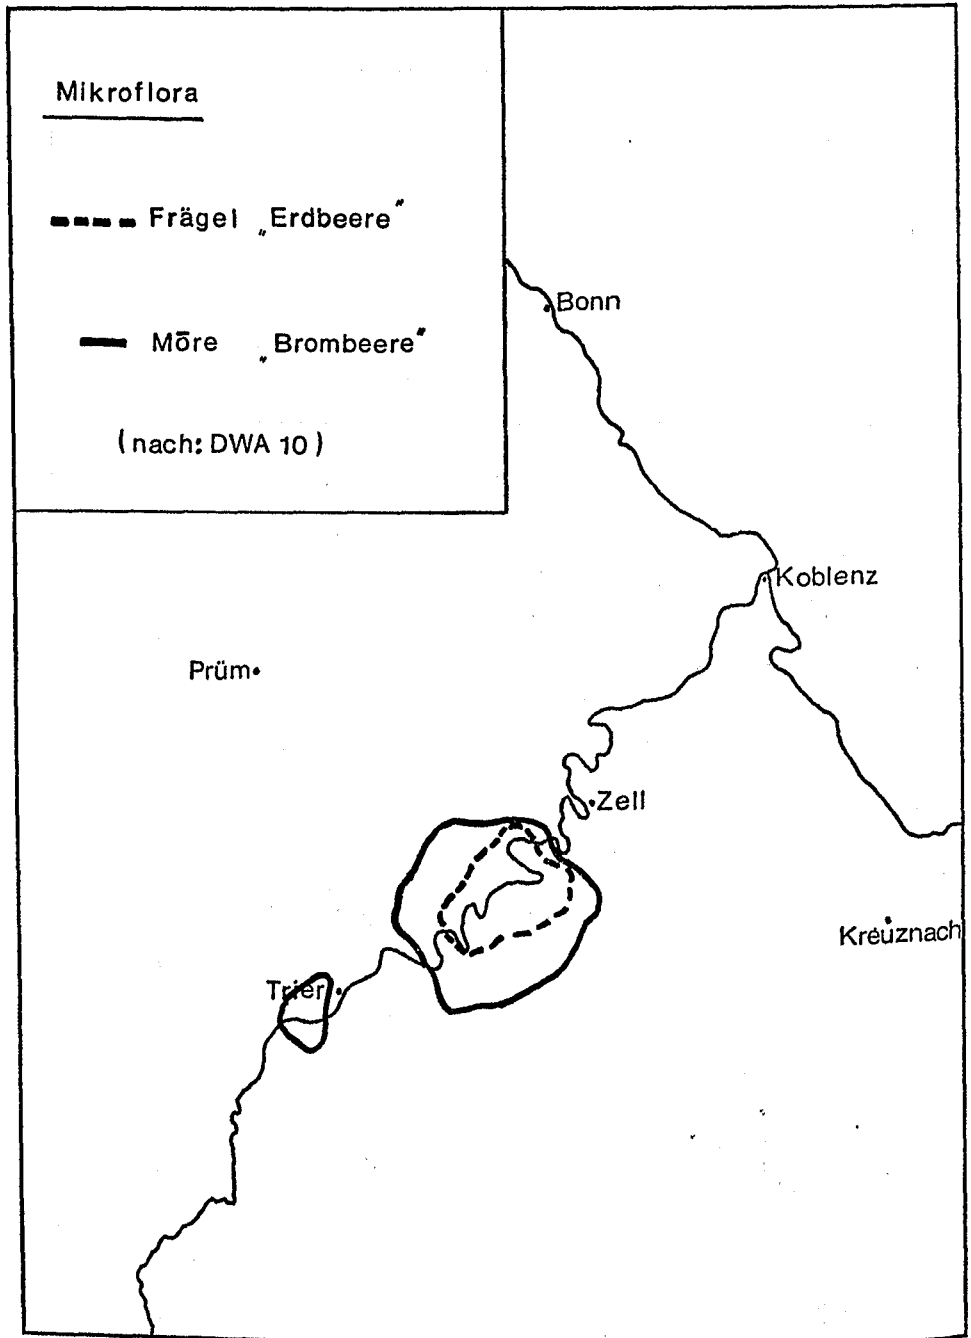 Mikroflora
Frägel „Erdbeere"
Mōre „Brombeere"
(nach: DWA 10)
Bonn
Koblenz
Prüm
Zell
Kreuznach
Trier